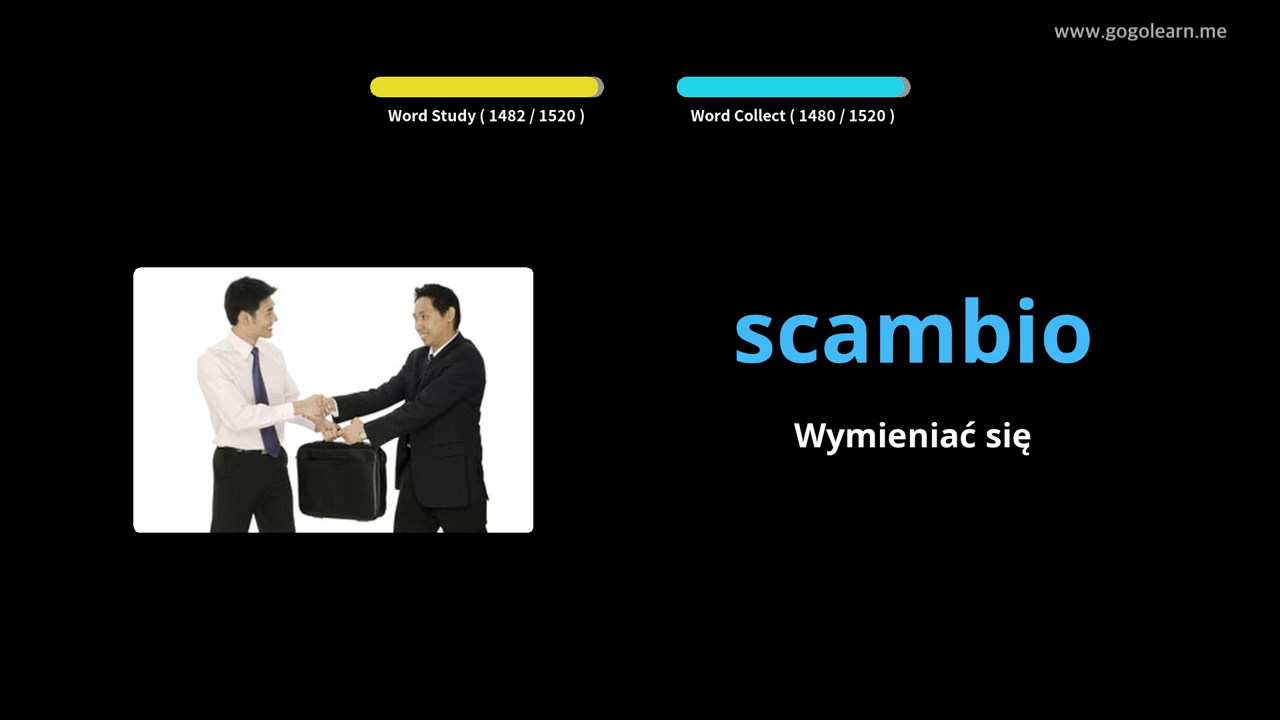 www.gogolearn.me
Word Study ( 1482 / 1520 )
Word Collect ( 1480 / 1520 )
scambio
Wymieniać się